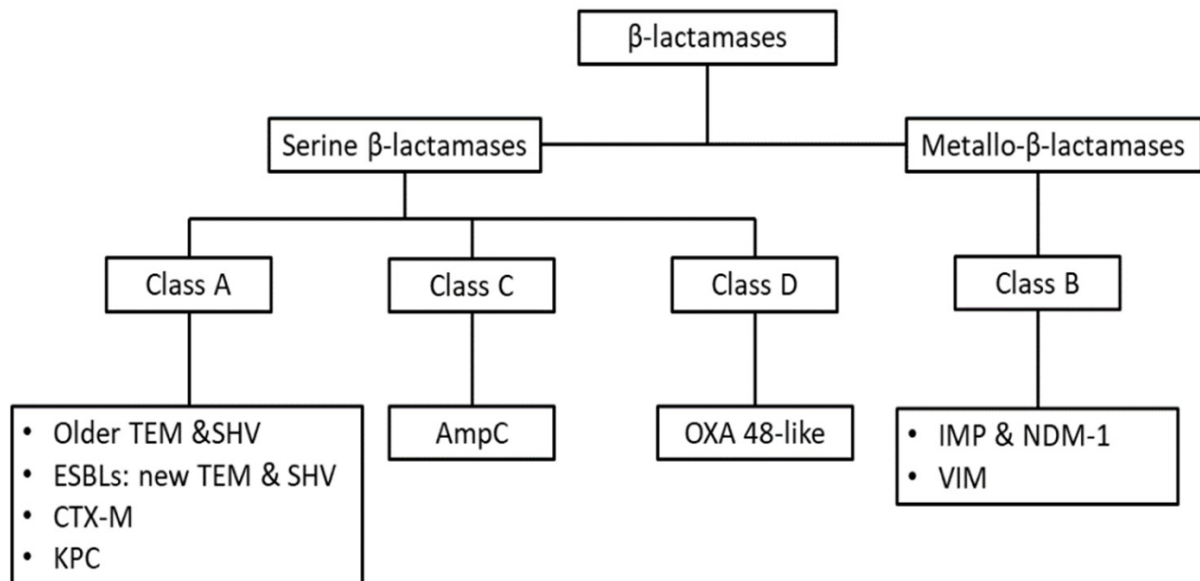 β-lactamases
Serine β-lactamases
Metallo-β-lactamases
Class A
Class C
Class D
Class B
• Older TEM &SHV
• ESBLs: new TEM & SHV
• CTX-M
• KPC
AmpC
OXA 48-like
• IMP & NDM-1
• VIM